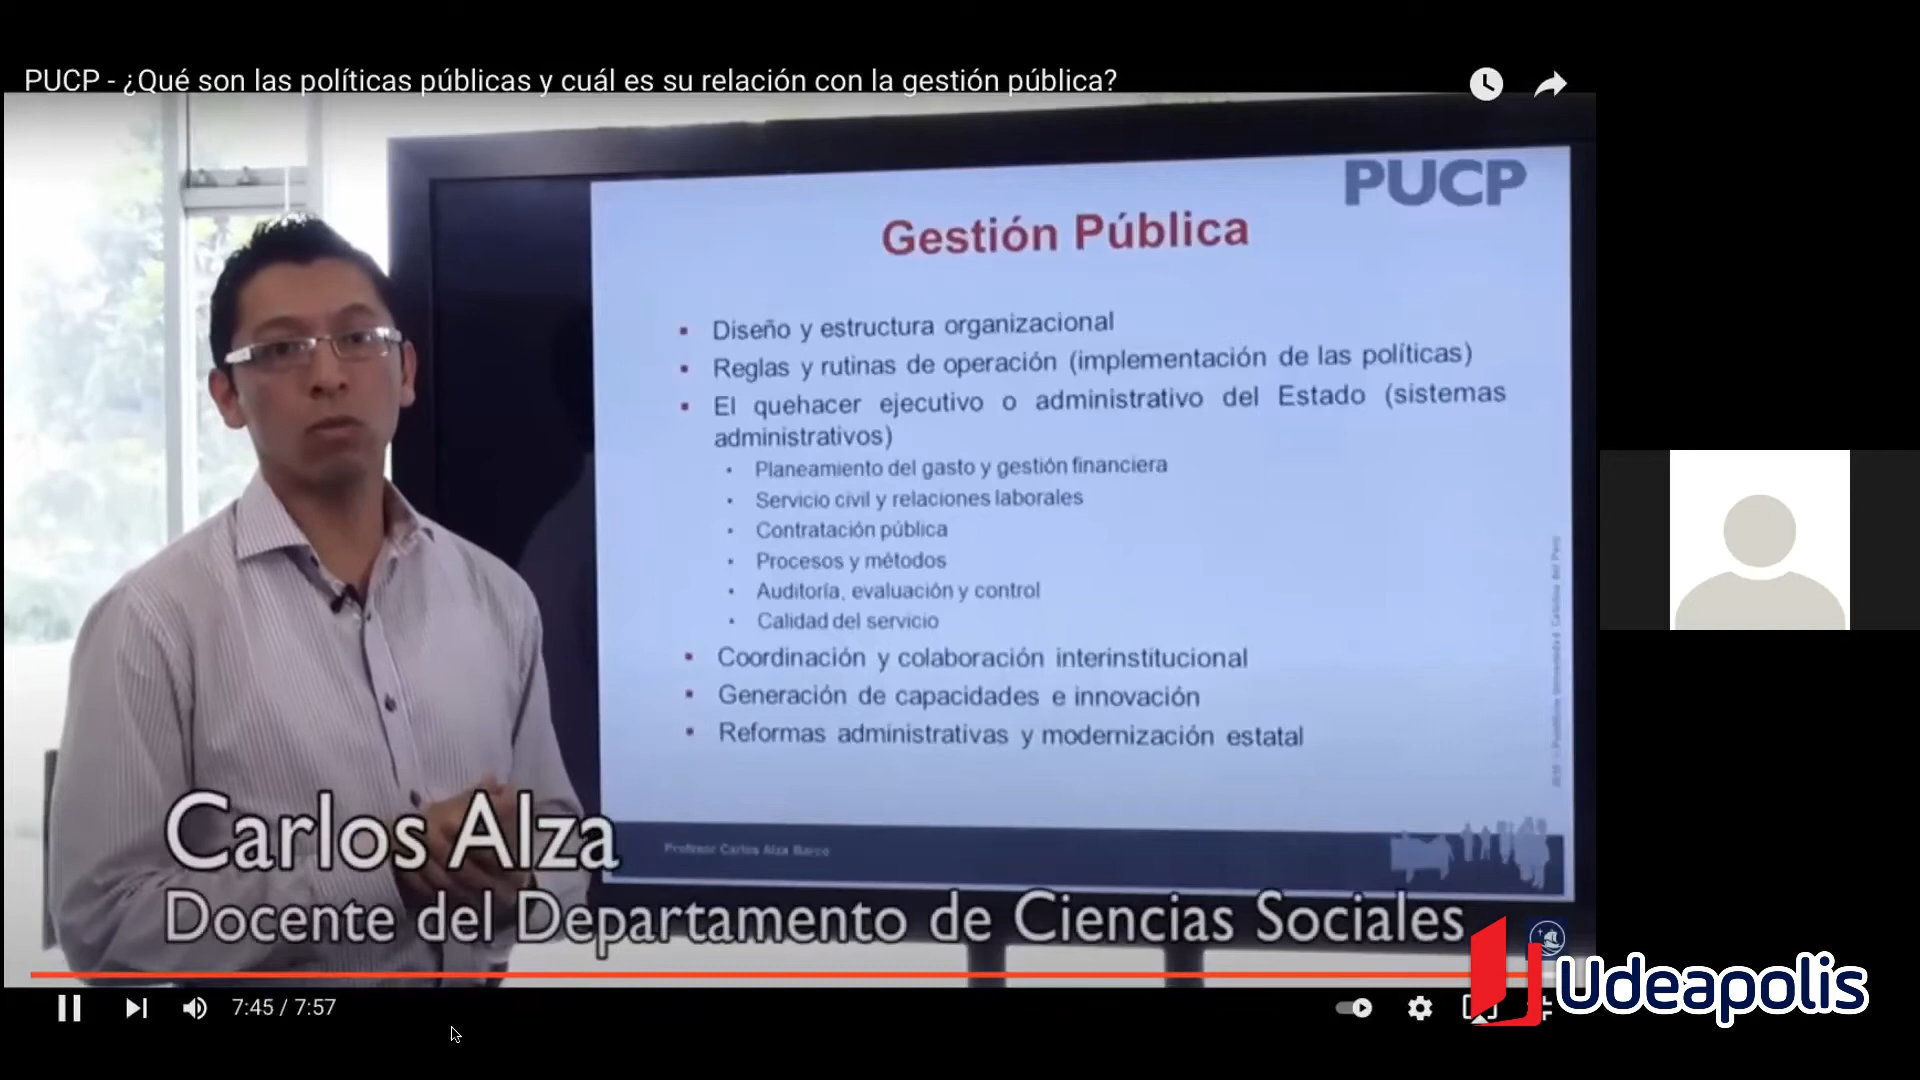 PUCP - ¿Qué son las políticas públicas y cuál es su relación con la gestión pública?
PUCP
Gestión Pública
Diseño y estructura organizacional
Reglas y rutinas de operación (implementación de las políticas)
El quehacer ejecutivo o administrativo del Estado (sistemas
administrativos)
Planeamiento del gasto y gestión financiera
Servicio civil y relaciones laborales
Contratación pública
Procesos y métodos
Auditoría, evaluación y control
Calidad del servicio
Coordinación y colaboración interinstitucional
Generación de capacidades e innovación
Reformas administrativas y modernización estatal
Profesor Carlos Alza Barco
Carlos Alza
Docente del Departamento de Ciencias Sociales
Udeapolis
7:45 / 7:57